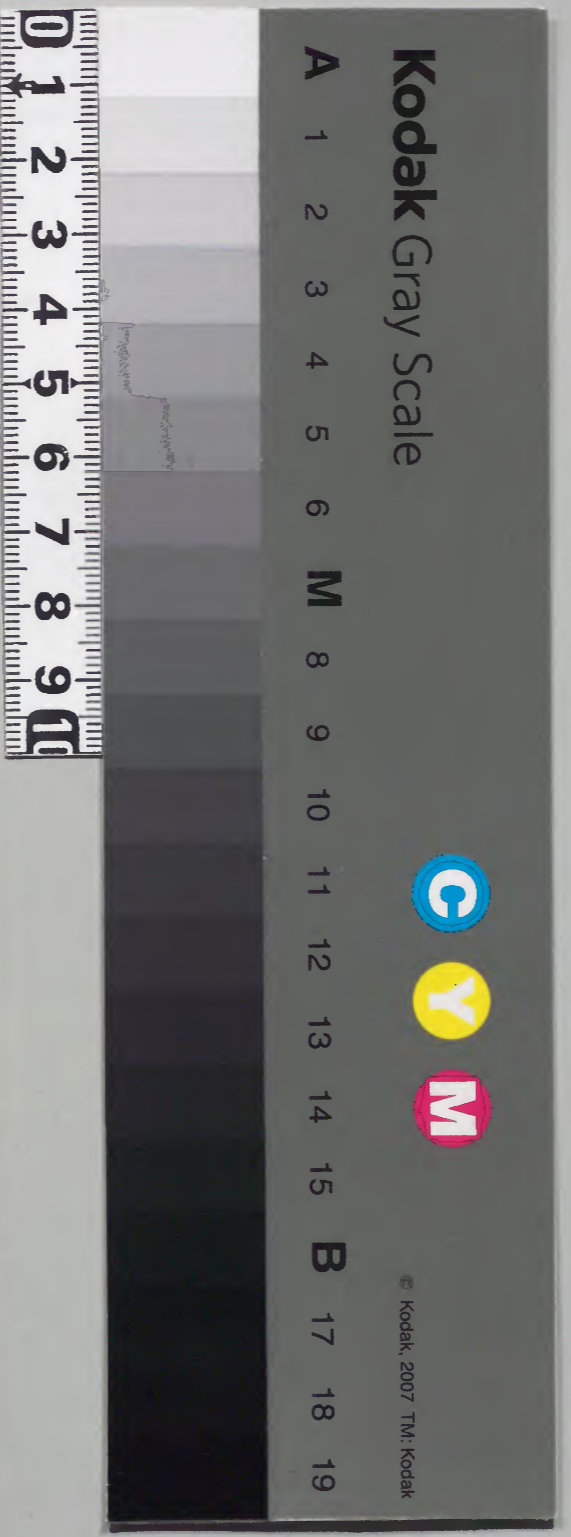 Kodak Gray Scale
C Y M
© Kodak, 2007 TM: Kodak
A 1 2 3 4 5 6 M 8 9 10 11 12 13 14 15 B 17 18 19
0 1 2 3 4 5 6 7 8 9 10